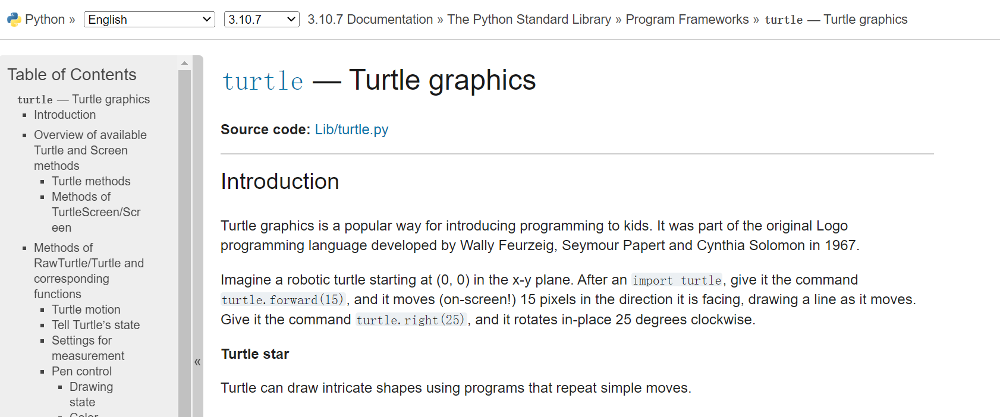 Python » English 3.10.7 3.10.7 Documentation » The Python Standard Library » Program Frameworks » turtle — Turtle graphics
Table of Contents
turtle — Turtle graphics
▪ Introduction
▪ Overview of available
Turtle and Screen
methods
▪ Turtle methods
▪ Methods of
TurtleScreen/Scr
een
▪ Methods of
RawTurtle/Turtle and
corresponding
functions
▪ Turtle motion
▪ Tell Turtle’s state
▪ Settings for
measurement
▪ Pen control
▪ Drawing
state
▪ Color
«
turtle — Turtle graphics
Source code: Lib/turtle.py
Introduction
Turtle graphics is a popular way for introducing programming to kids. It was part of the original Logo
programming language developed by Wally Feurzeig, Seymour Papert and Cynthia Solomon in 1967.
Imagine a robotic turtle starting at (0, 0) in the x-y plane. After an import turtle, give it the command
turtle.forward(15), and it moves (on-screen!) 15 pixels in the direction it is facing, drawing a line as it moves.
Give it the command turtle.right(25), and it rotates in-place 25 degrees clockwise.
Turtle star
Turtle can draw intricate shapes using programs that repeat simple moves.